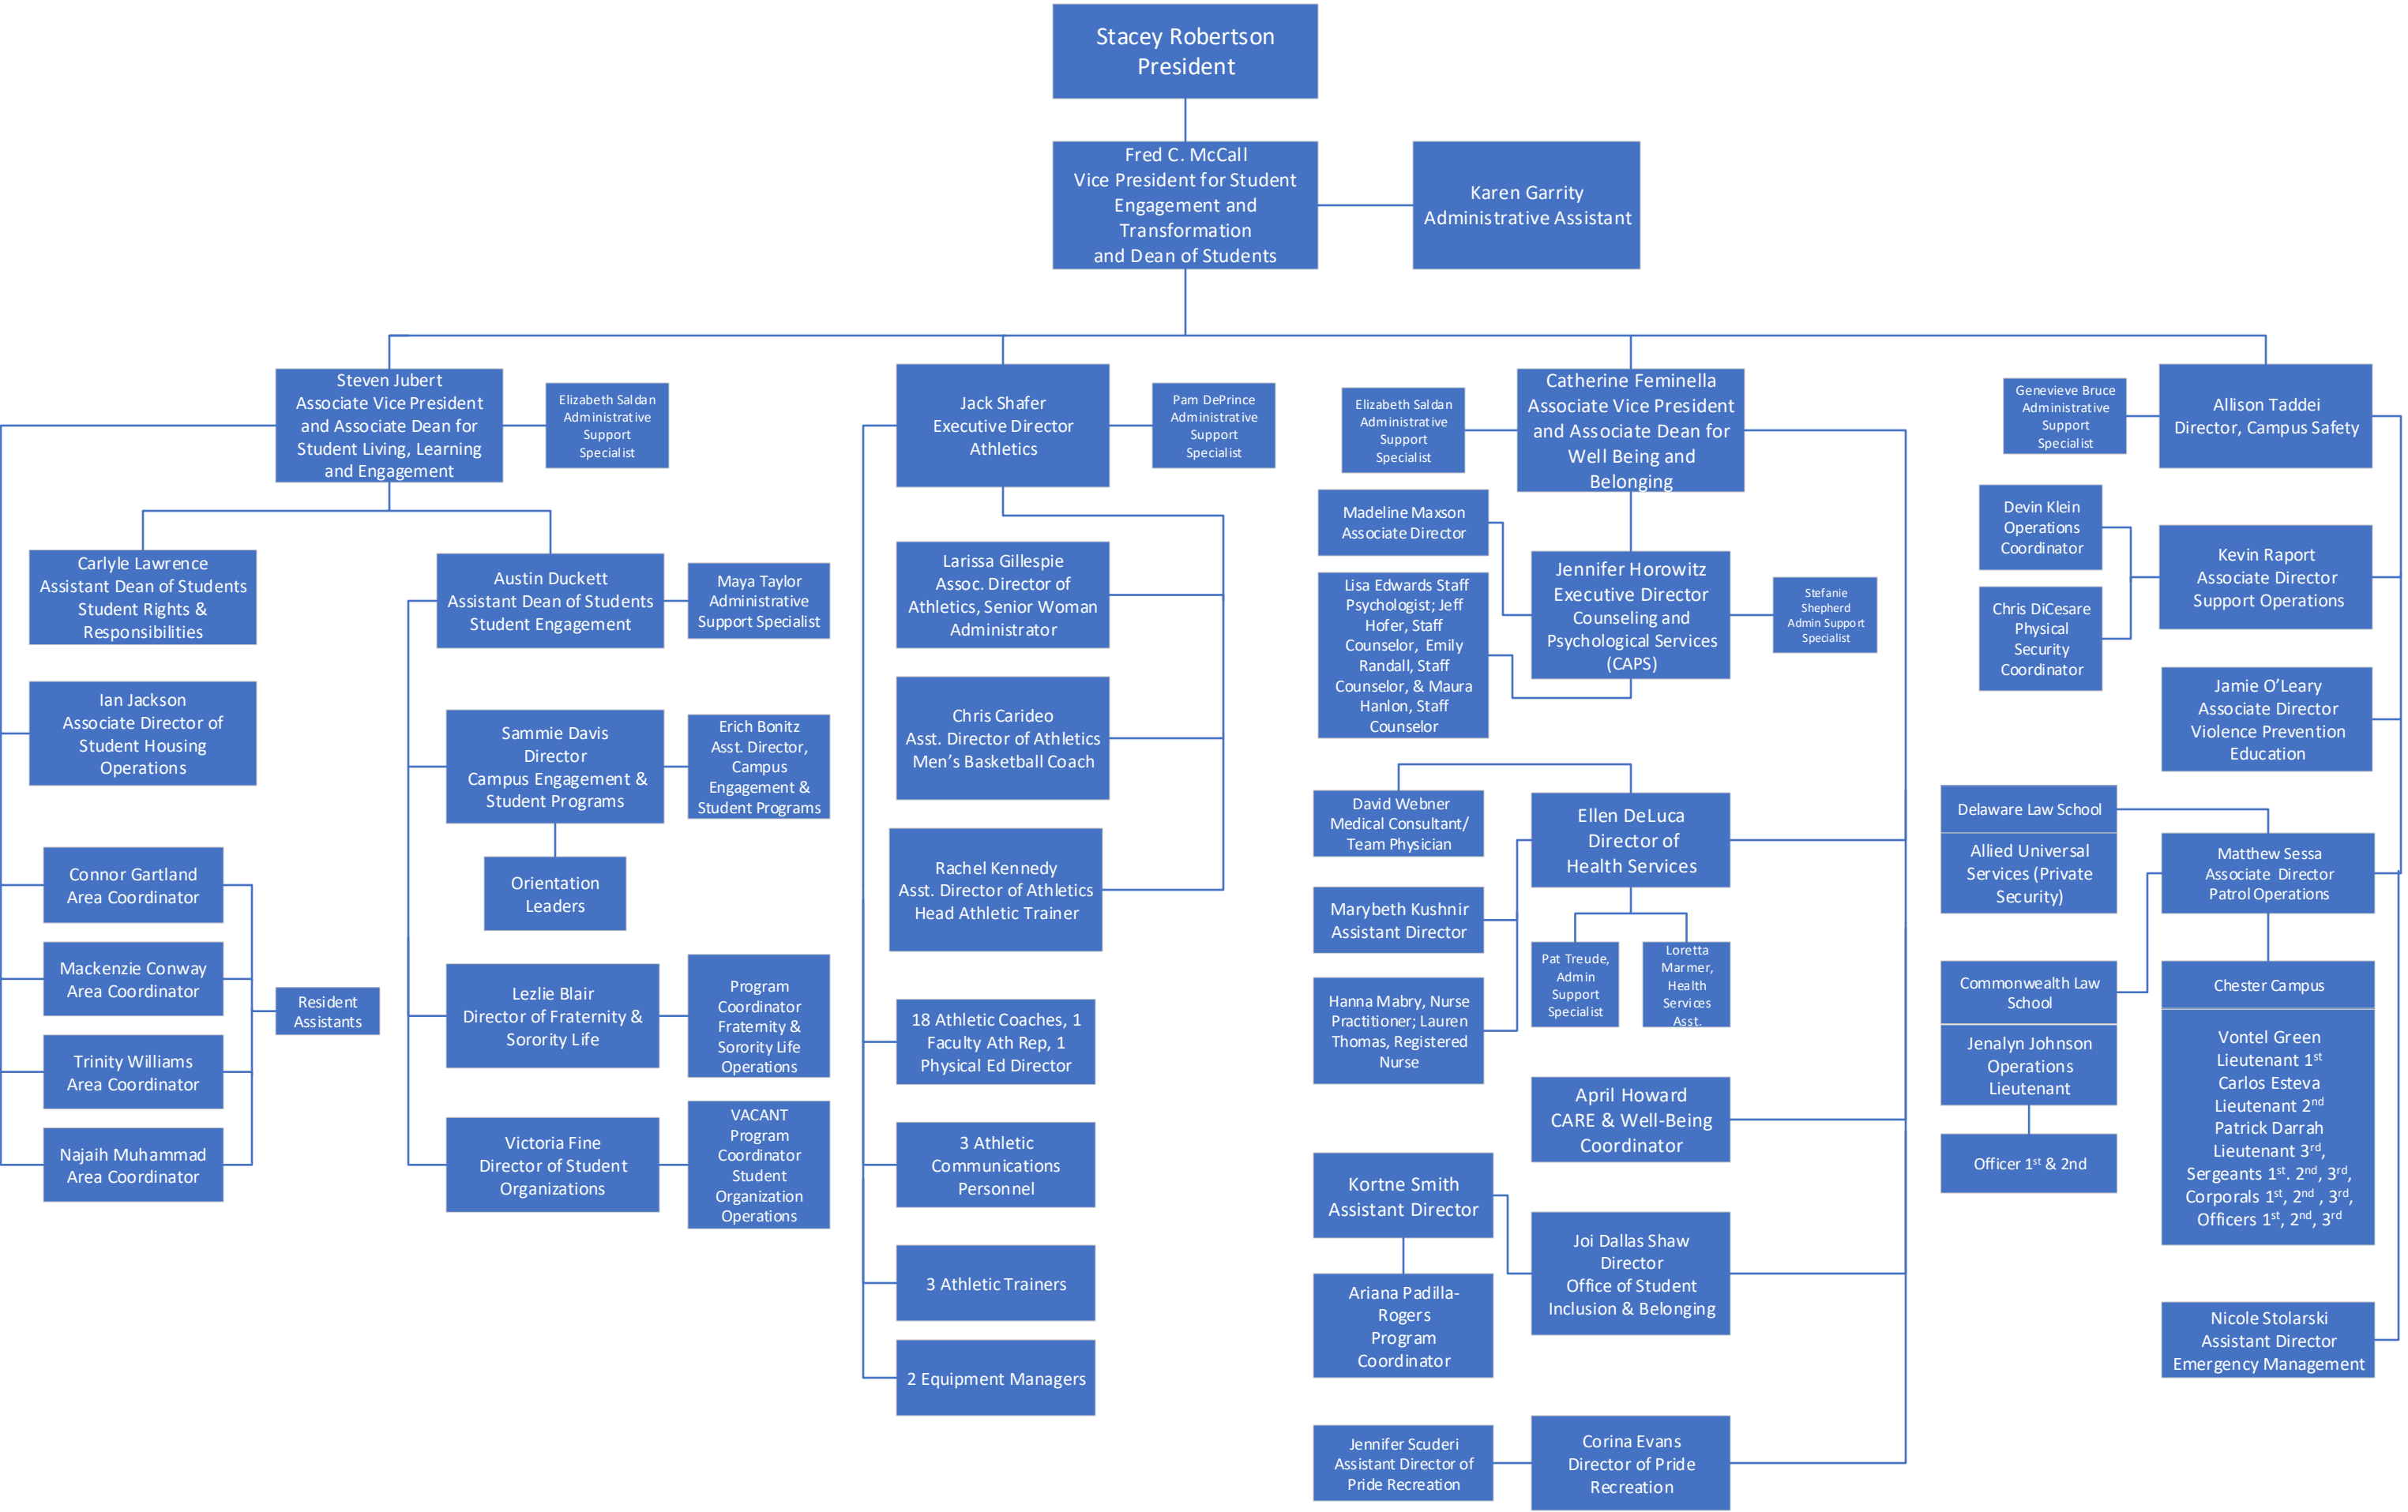 Stacey Robertson
President
Fred C. McCall
Vice President for Student
Engagement and
Transformation
and Dean of Students
Karen Garrity
Administrative Assistant
Steven Jubert
Associate Vice President
and Associate Dean for
Student Living, Learning
and Engagement
Elizabeth Saldan
Administrative
Support
Specialist
Carlyle Lawrence
Assistant Dean of Students
Student Rights &
Responsibilities
Ian Jackson
Associate Director of
Student Housing
Operations
Connor Gartland
Area Coordinator
Mackenzie Conway
Area Coordinator
Trinity Williams
Area Coordinator
Najaih Muhammad
Area Coordinator
Resident
Assistants
Austin Duckett
Assistant Dean of Students
Student Engagement
Maya Taylor
Administrative
Support Specialist
Sammie Davis
Director
Campus Engagement &
Student Programs
Erich Bonitz
Asst. Director,
Campus
Engagement &
Student Programs
Orientation
Leaders
Lezlie Blair
Director of Fraternity &
Sorority Life
Program
Coordinator
Fraternity &
Sorority Life
Operations
Victoria Fine
Director of Student
Organizations
VACANT
Program
Coordinator
Student
Organization
Operations
Jack Shafer
Executive Director
Athletics
Pam DePrince
Administrative
Support
Specialist
Larissa Gillespie
Assoc. Director of
Athletics, Senior Woman
Administrator
Chris Carideo
Asst. Director of Athletics
Men’s Basketball Coach
Rachel Kennedy
Asst. Director of Athletics
Head Athletic Trainer
18 Athletic Coaches, 1
Faculty Ath Rep, 1
Physical Ed Director
3 Athletic
Communications
Personnel
3 Athletic Trainers
2 Equipment Managers
Elizabeth Saldan
Administrative
Support
Specialist
Catherine Feminella
Associate Vice President
and Associate Dean for
Well Being and
Belonging
Madeline Maxson
Associate Director
Lisa Edwards Staff
Psychologist; Jeff
Hofer, Staff
Counselor, Emily
Randall, Staff
Counselor, & Maura
Hanlon, Staff
Counselor
Jennifer Horowitz
Executive Director
Counseling and
Psychological Services
(CAPS)
Stefanie
Shepherd
Admin Support
Specialist
David Webner
Medical Consultant/
Team Physician
Ellen DeLuca
Director of
Health Services
Marybeth Kushnir
Assistant Director
Hanna Mabry, Nurse
Practitioner; Lauren
Thomas, Registered
Nurse
Pat Treude,
Admin
Support
Specialist
Loretta
Marmer,
Health
Services
Asst.
April Howard
CARE & Well-Being
Coordinator
Kortne Smith
Assistant Director
Ariana Padilla-
Rogers
Program
Coordinator
Joi Dallas Shaw
Director
Office of Student
Inclusion & Belonging
Jennifer Scuderi
Assistant Director of
Pride Recreation
Corina Evans
Director of Pride
Recreation
Genevieve Bruce
Administrative
Support
Specialist
Allison Taddei
Director, Campus Safety
Devin Klein
Operations
Coordinator
Chris DiCesare
Physical
Security
Coordinator
Kevin Raport
Associate Director
Support Operations
Jamie O’Leary
Associate Director
Violence Prevention
Education
Delaware Law School
Allied Universal
Services (Private
Security)
Matthew Sessa
Associate Director
Patrol Operations
Commonwealth Law
School
Jenalyn Johnson
Operations
Lieutenant
Officer 1st & 2nd
Chester Campus
Vontel Green
Lieutenant 1st
Carlos Esteva
Lieutenant 2nd
Patrick Darrah
Lieutenant 3rd,
Sergeants 1st. 2nd, 3rd,
Corporals 1st, 2nd , 3rd,
Officers 1st, 2nd, 3rd
Nicole Stolarski
Assistant Director
Emergency Management